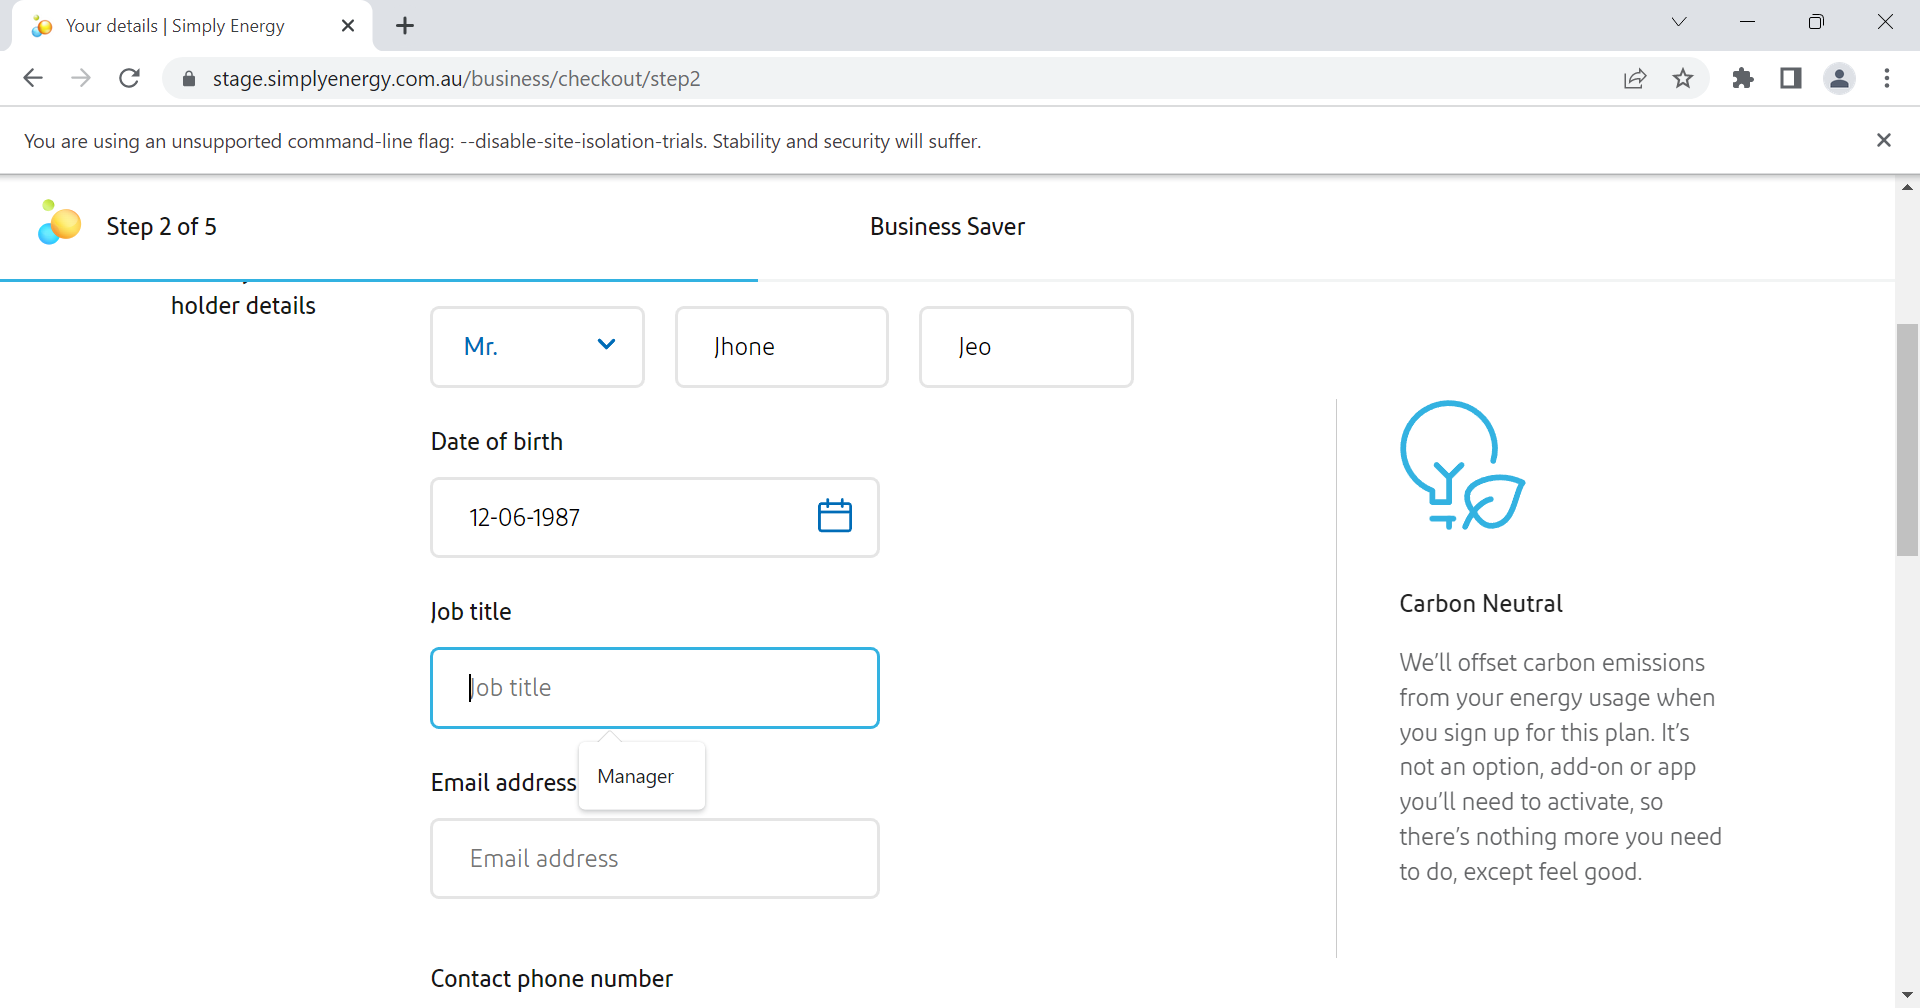 Your details | Simply Energy
stage.simplyenergy.com.au/business/checkout/step2
You are using an unsupported command-line flag: --disable-site-isolation-trials. Stability and security will suffer.
Step 2 of 5
Business Saver
holder details
Mr.
Jhone
Jeo
Date of birth
12-06-1987
Job title
Job title
Manager
Email address
Email address
Contact phone number
Carbon Neutral
We'll offset carbon emissions
from your energy usage when
you sign up for this plan. It's
not an option, add-on or app
you'll need to activate, so
there's nothing more you need
to do, except feel good.